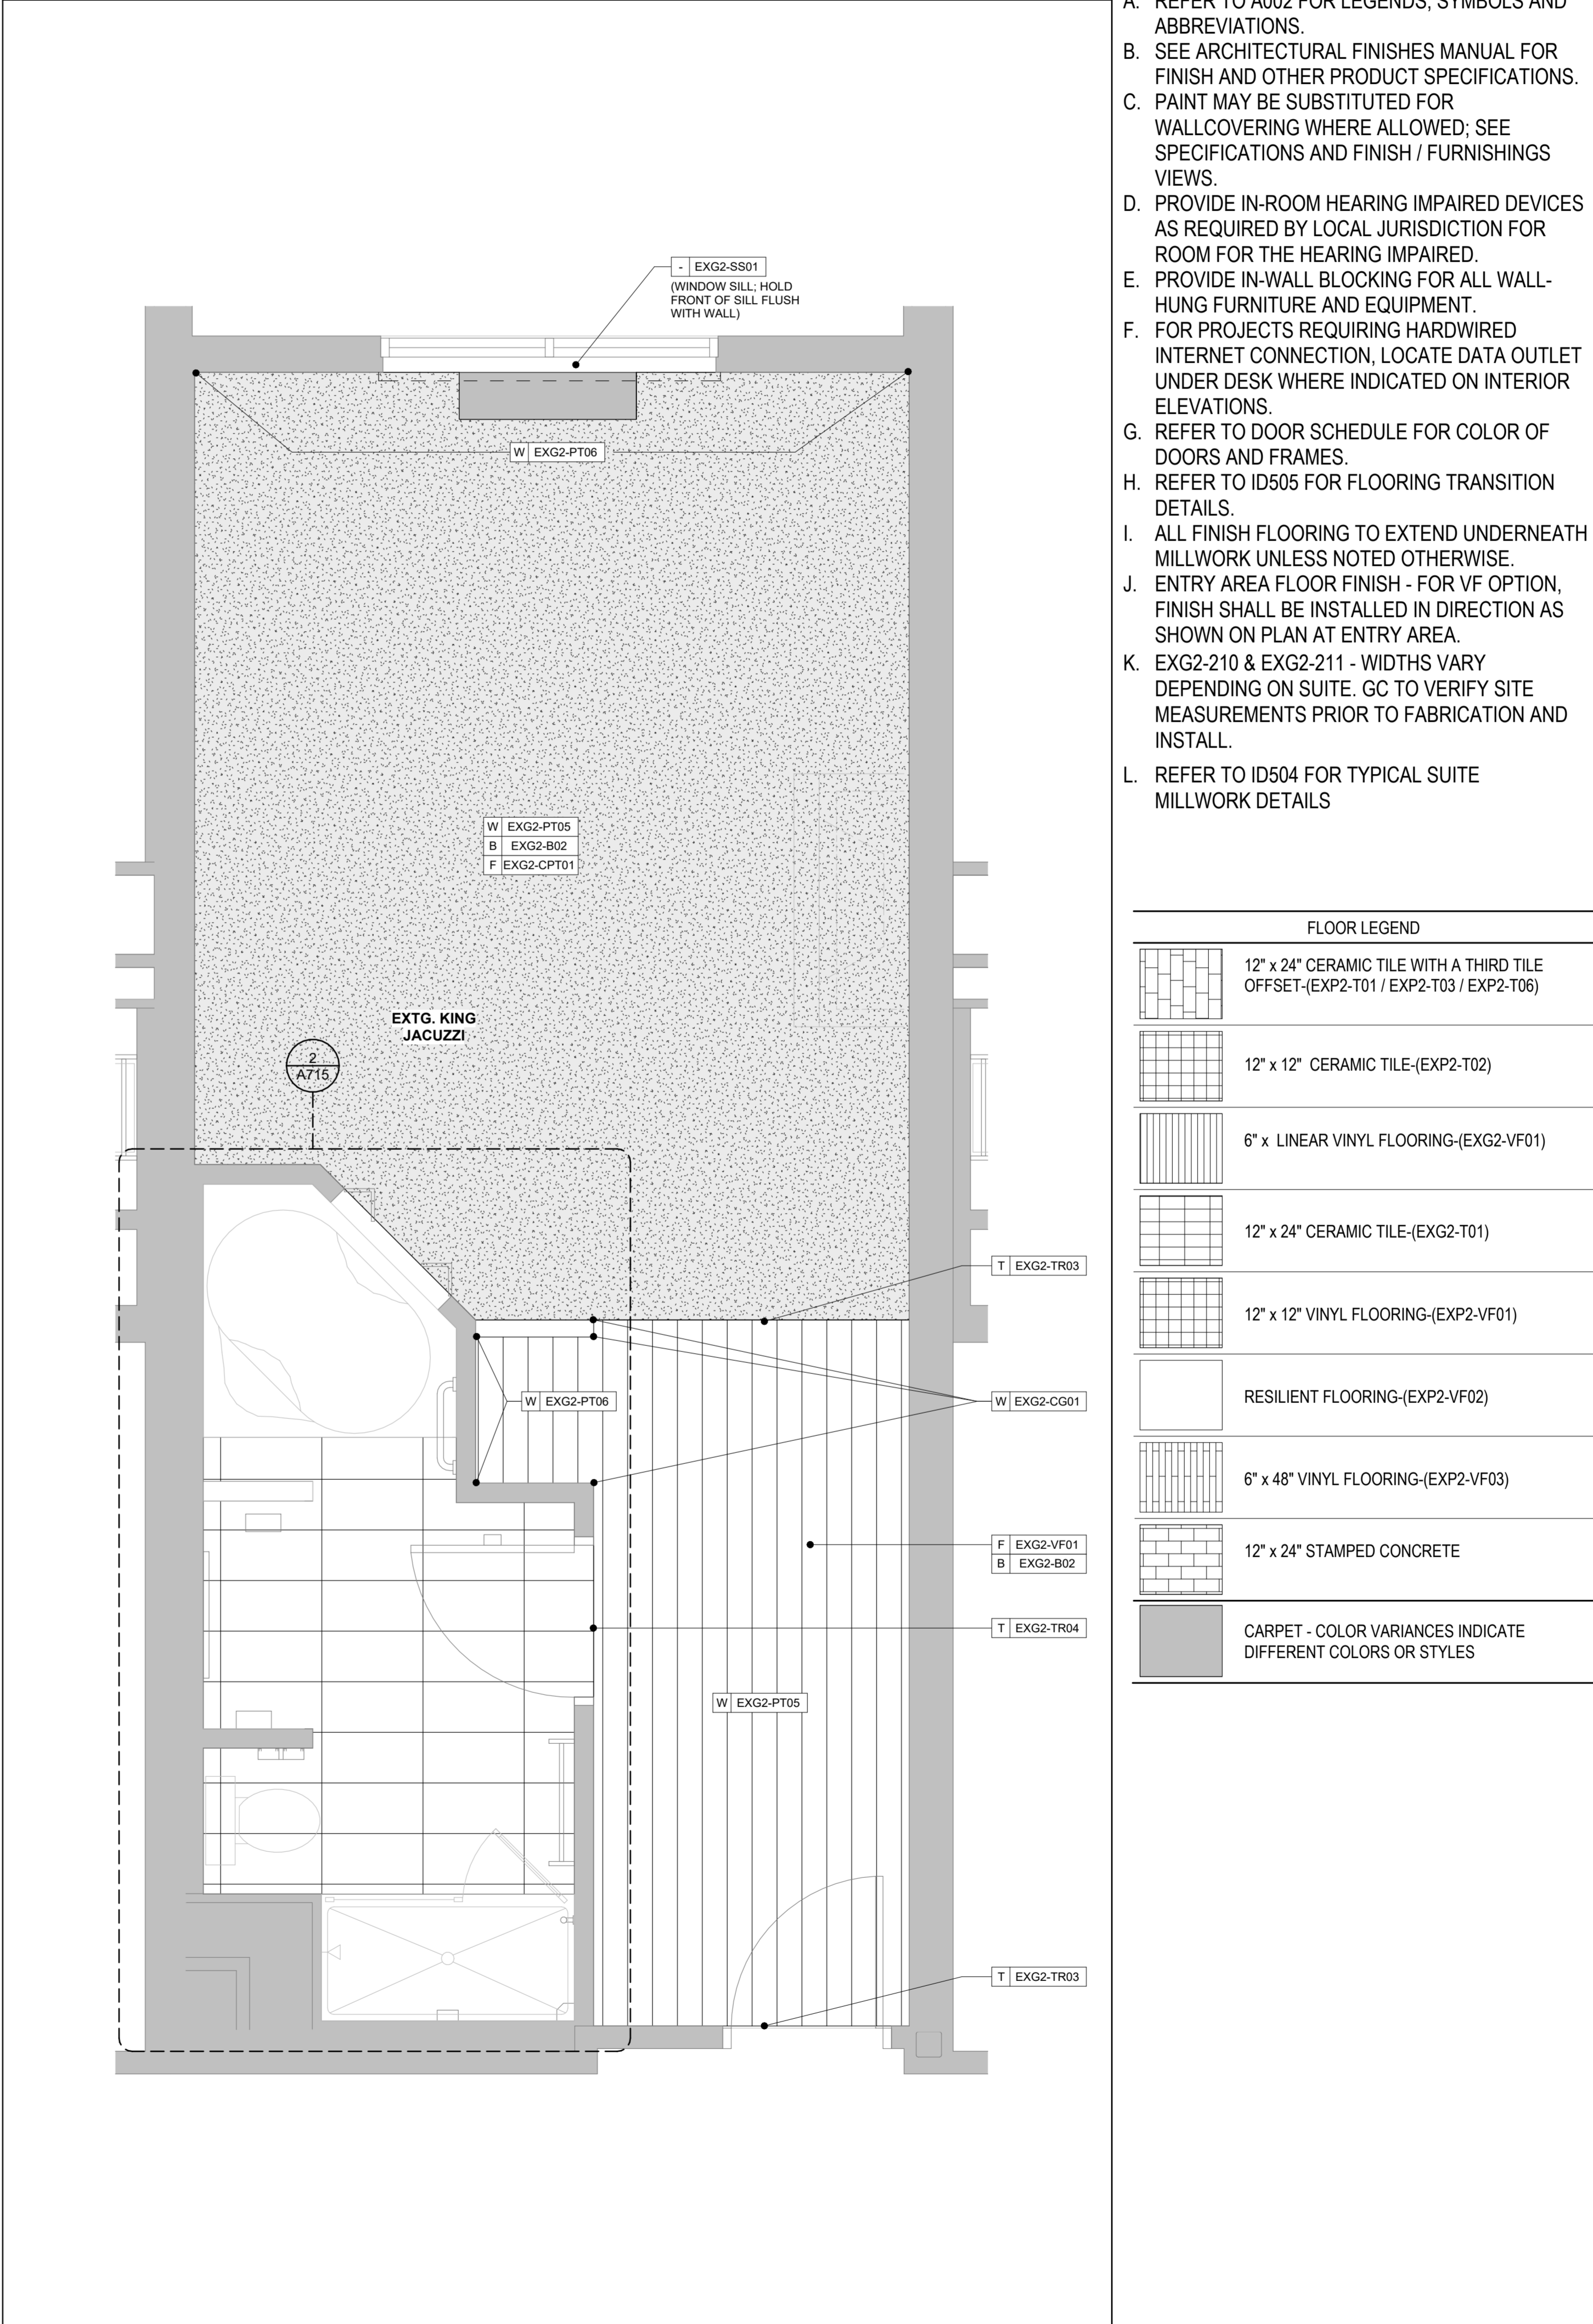 - EXG2-SS01
(WINDOW SILL; HOLD
FRONT OF SILL FLUSH
WITH WALL)
W EXG2-PT06
W EXG2-PT05
B EXG2-B02
F EXG2-CPT01
EXTG. KING
JACUZZI
2
A715
T EXG2-TR03
W EXG2-PT06
W EXG2-CG01
F EXG2-VF01
B EXG2-B02
T EXG2-TR04
W EXG2-PT05
T EXG2-TR03
A. REFER TO A002 FOR LEGENDS, SYMBOLS AND
ABBREVIATIONS.
B. SEE ARCHITECTURAL FINISHES MANUAL FOR
FINISH AND OTHER PRODUCT SPECIFICATIONS.
C. PAINT MAY BE SUBSTITUTED FOR
WALLCOVERING WHERE ALLOWED; SEE
SPECIFICATIONS AND FINISH / FURNISHINGS
VIEWS.
D. PROVIDE IN-ROOM HEARING IMPAIRED DEVICES
AS REQUIRED BY LOCAL JURISDICTION FOR
ROOM FOR THE HEARING IMPAIRED.
E. PROVIDE IN-WALL BLOCKING FOR ALL WALL-
HUNG FURNITURE AND EQUIPMENT.
F. FOR PROJECTS REQUIRING HARDWIRED
INTERNET CONNECTION, LOCATE DATA OUTLET
UNDER DESK WHERE INDICATED ON INTERIOR
ELEVATIONS.
G. REFER TO DOOR SCHEDULE FOR COLOR OF
DOORS AND FRAMES.
H. REFER TO ID505 FOR FLOORING TRANSITION
DETAILS.
I. ALL FINISH FLOORING TO EXTEND UNDERNEATH
MILLWORK UNLESS NOTED OTHERWISE.
J. ENTRY AREA FLOOR FINISH - FOR VF OPTION,
FINISH SHALL BE INSTALLED IN DIRECTION AS
SHOWN ON PLAN AT ENTRY AREA.
K. EXG2-210 & EXG2-211 - WIDTHS VARY
DEPENDING ON SUITE. GC TO VERIFY SITE
MEASUREMENTS PRIOR TO FABRICATION AND
INSTALL.
L. REFER TO ID504 FOR TYPICAL SUITE
MILLWORK DETAILS
FLOOR LEGEND
12" x 24" CERAMIC TILE WITH A THIRD TILE
OFFSET-(EXP2-T01 / EXP2-T03 / EXP2-T06)
12" x 12" CERAMIC TILE-(EXP2-T02)
6" x LINEAR VINYL FLOORING-(EXG2-VF01)
12" x 24" CERAMIC TILE-(EXG2-T01)
12" x 12" VINYL FLOORING-(EXP2-VF01)
RESILIENT FLOORING-(EXP2-VF02)
6" x 48" VINYL FLOORING-(EXP2-VF03)
12" x 24" STAMPED CONCRETE
CARPET - COLOR VARIANCES INDICATE
DIFFERENT COLORS OR STYLES